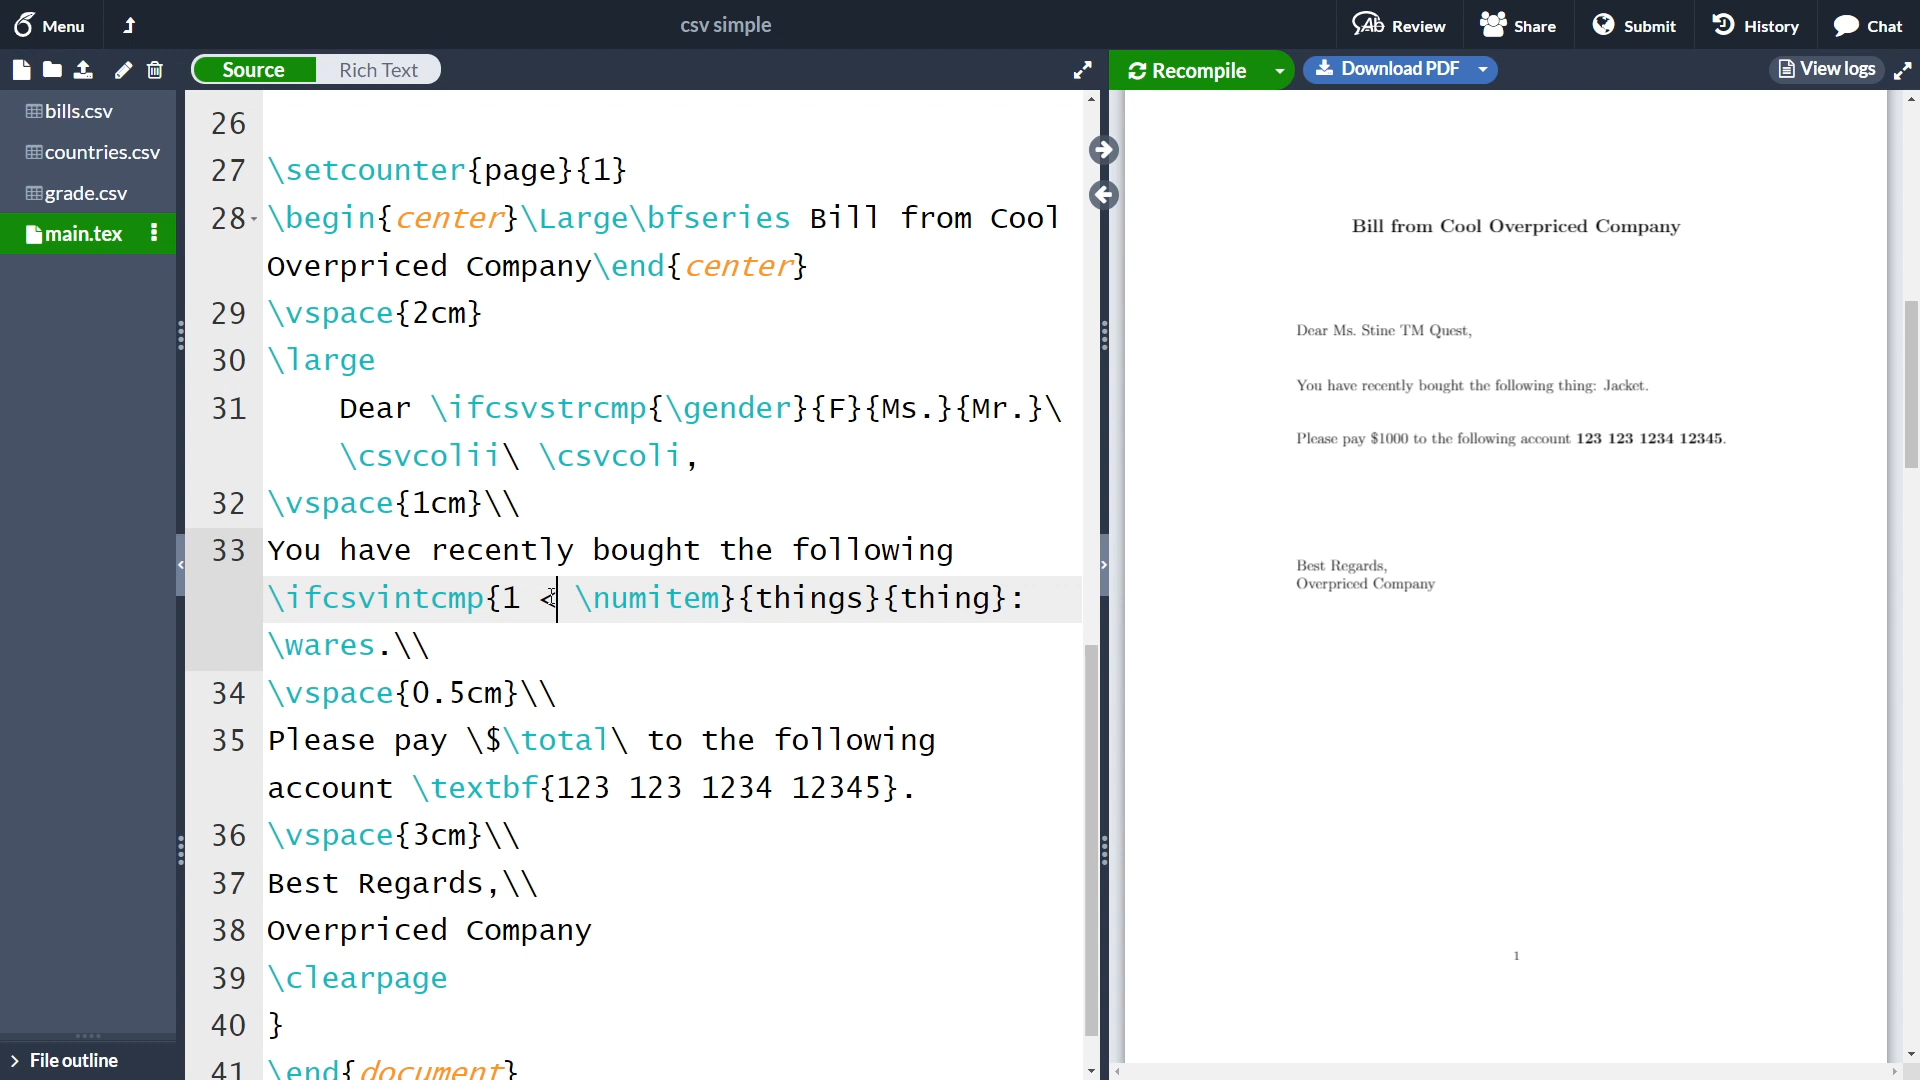 Menu
csv simple
Review
Share
Submit
History
Chat
Source
Rich Text
Recompile
Download PDF
View logs
bills.csv
countries.csv
grade.csv
main.tex
File outline
26
27 \setcounter{page}{1}
28 \begin{center}\Large\bfseries Bill from Cool
Overpriced Company\end{center}
29 \vspace{2cm}
30 \large
31 Dear \ifcsvstrcmp{\gender}{F}{Ms.}{Mr.}\
\csvcolii\ \csvcoli,
32 \vspace{1cm}\\
33 You have recently bought the following
\ifcsvintcmp{1 < \numitem}{things}{thing}:
\wares.\\
34 \vspace{0.5cm}\\
35 Please pay \$\total\ to the following
account \textbf{123 123 1234 12345}.
36 \vspace{3cm}\\
37 Best Regards,\\
38 Overpriced Company
39 \clearpage
40 }
41 \end{document}
Bill from Cool Overpriced Company
Dear Ms. Stine TM Quest,
You have recently bought the following thing: Jacket.
Please pay $1000 to the following account 123 123 1234 12345.
Best Regards,
Overpriced Company
1